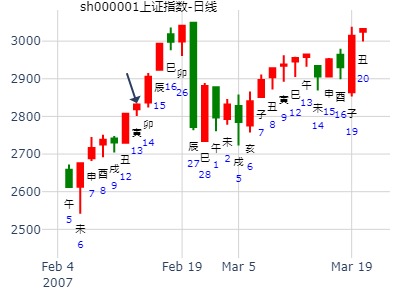 sh000001上证指数-日线
3000
2900
2800
2700
2600
2500
午
5
未
6
申
7
酉
8
戌
9
丑
12
寅
13
卯
14
辰
15
巳
16
卯
26
辰
27
巳
28
午
1
未
2
戌
5
亥
6
子
7
丑
8
寅
9
巳
12
午
13
未
14
申
15
酉
16
子
19
丑
20
Feb 4
2007
Feb 19
Mar 5
Mar 19